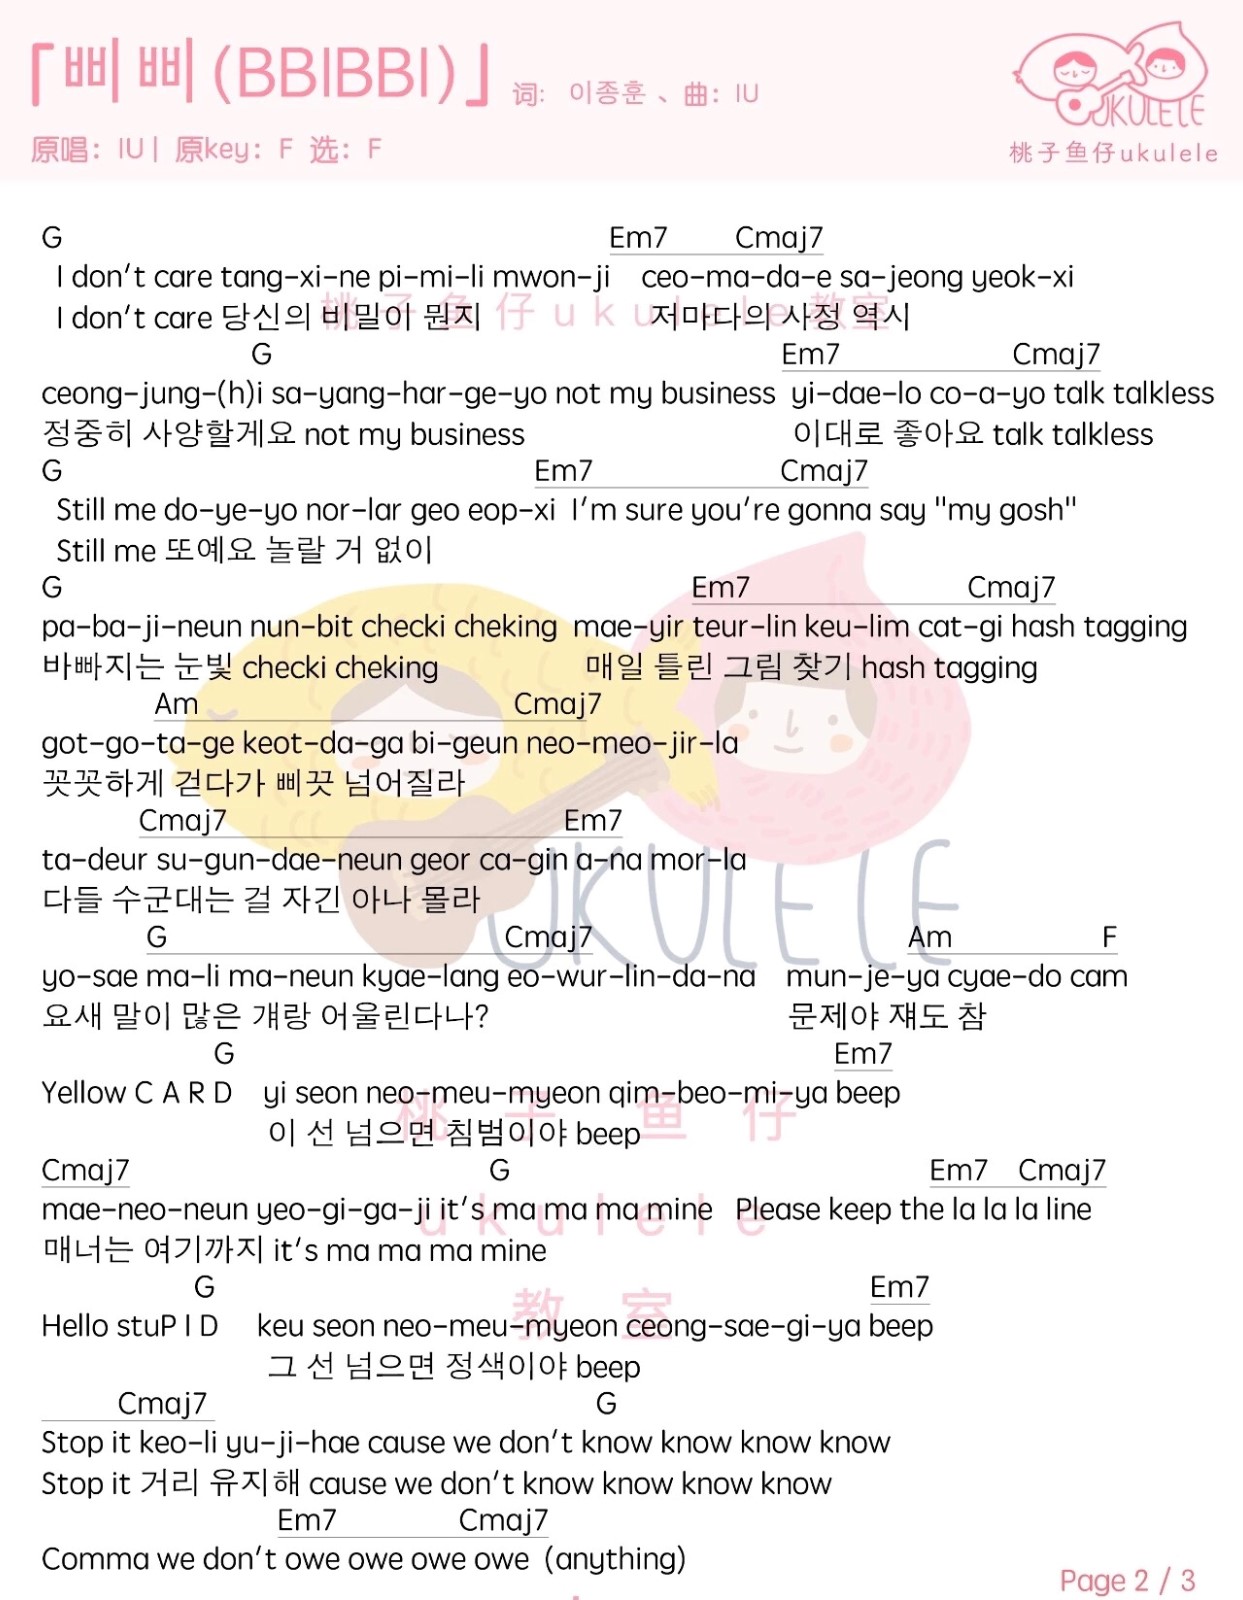 「삐삐(BBIBBI)」词： 이종훈 、曲：IU
原唱：IU | 原key：F 选：F
UKULELE
桃子鱼仔ukulele
G Em7 Cmaj7
I don't care tang-xi-ne pi-mi-li mwon-ji ceo-ma-da-e sa-jeong yeok-xi
I don't care 당신의 비밀이 뭔지 저마다의 사정 역시
桃子鱼仔ukulele教室
G Em7 Cmaj7
ceong-jung-(h)i sa-yang-har-ge-yo not my business yi-dae-lo co-a-yo talk talkless
정중히 사양할게요 not my business 이대로 좋아요 talk talkless
G Em7 Cmaj7
Still me do-ye-yo nor-lar geo eop-xi I'm sure you're gonna say "my gosh"
Still me 또예요 놀랄 거 없이
G Em7 Cmaj7
pa-ba-ji-neun nun-bit checki cheking mae-yir teur-lin keu-lim cat-gi hash tagging
바빠지는 눈빛 checki cheking 매일 틀린 그림 찾기 hash tagging
Am Cmaj7
got-go-ta-ge keot-da-ga bi-geun neo-meo-jir-la
꼿꼿하게 걷다가 삐끗 넘어질라
Cmaj7 Em7
ta-deur su-gun-dae-neun geor ca-gin a-na mor-la
다들 수군대는 걸 자긴 아나 몰라
UKULELE
G Cmaj7 Am F
yo-sae ma-li ma-neun kyae-lang eo-wur-lin-da-na mun-je-ya cyae-do cam
요새 말이 많은 걔랑 어울린다나? 문제야 쟤도 참
G Em7
Yellow C A R D yi seon neo-meu-myeon qim-beo-mi-ya beep
桃子鱼仔
이 선 넘으면 침범이야 beep
Cmaj7 G Em7 Cmaj7
mae-neo-neun yeo-gi-ga-ji it's ma ma ma mine Please keep the la la la line
ukulele
매너는 여기까지 it's ma ma ma mine
G Em7
教室
Hello stuP I D keu seon neo-meu-myeon ceong-sae-gi-ya beep
그 선 넘으면 정색이야 beep
Cmaj7 G
Stop it keo-li yu-ji-hae cause we don't know know know know
Stop it 거리 유지해 cause we don't know know know know
Em7 Cmaj7
Comma we don't owe owe owe owe (anything)
Page 2 / 3